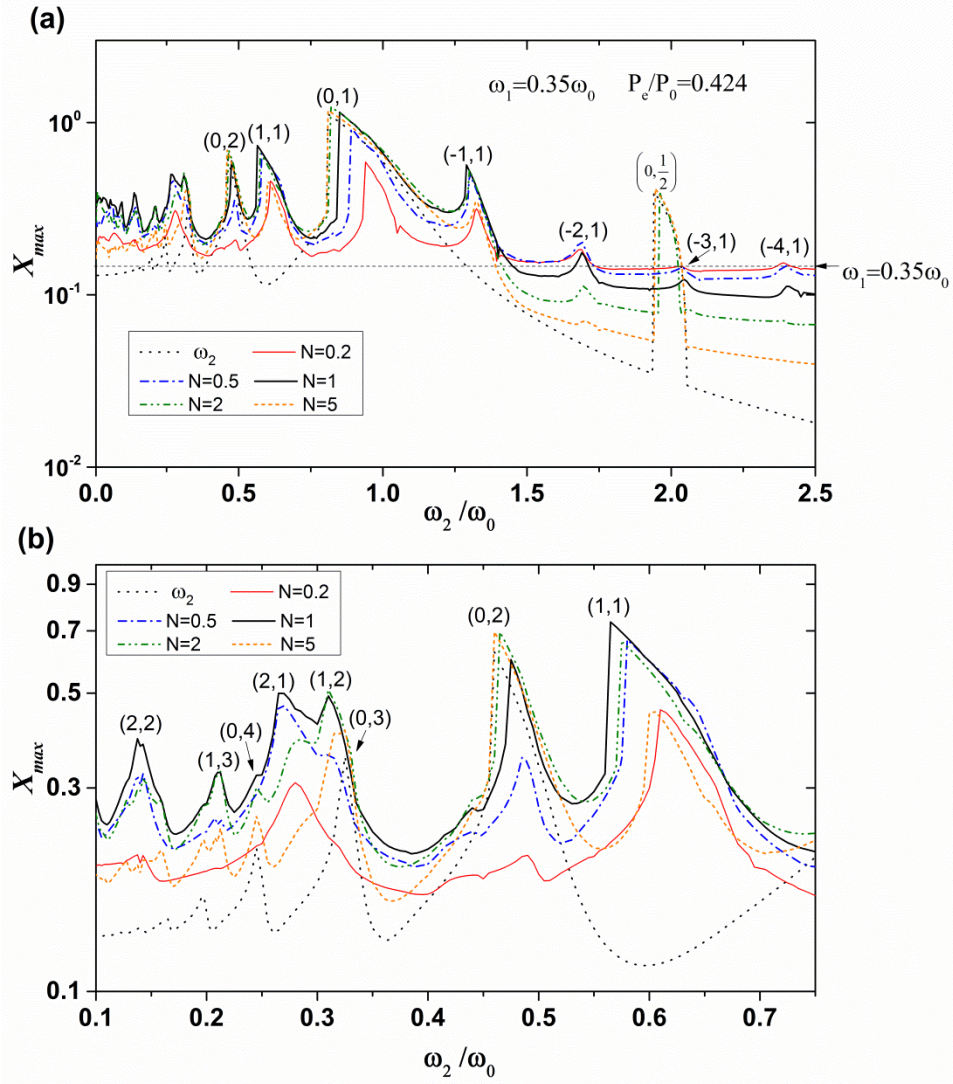 (a)
ω₁=0.35ω₀ Pₑ/P₀=0.424
(0,1)
(0,2)
(1,1)
(-1,1)
(0,1/2)
(-2,1)
(-3,1)
(-4,1)
ω₁=0.35ω₀
X_max
10⁰
10⁻¹
10⁻²
ω₂ N=0.2
N=0.5 N=1
N=2 N=5
0.0 0.5 1.0 1.5 2.0 2.5
ω₂/ω₀
(b)
ω₂ N=0.2
N=0.5 N=1
N=2 N=5
(1,1)
(0,2)
(2,1)
(1,2)
(0,3)
(0,4)
(2,2)
(1,3)
X_max
0.9
0.7
0.5
0.3
0.1
0.1 0.2 0.3 0.4 0.5 0.6 0.7
ω₂/ω₀